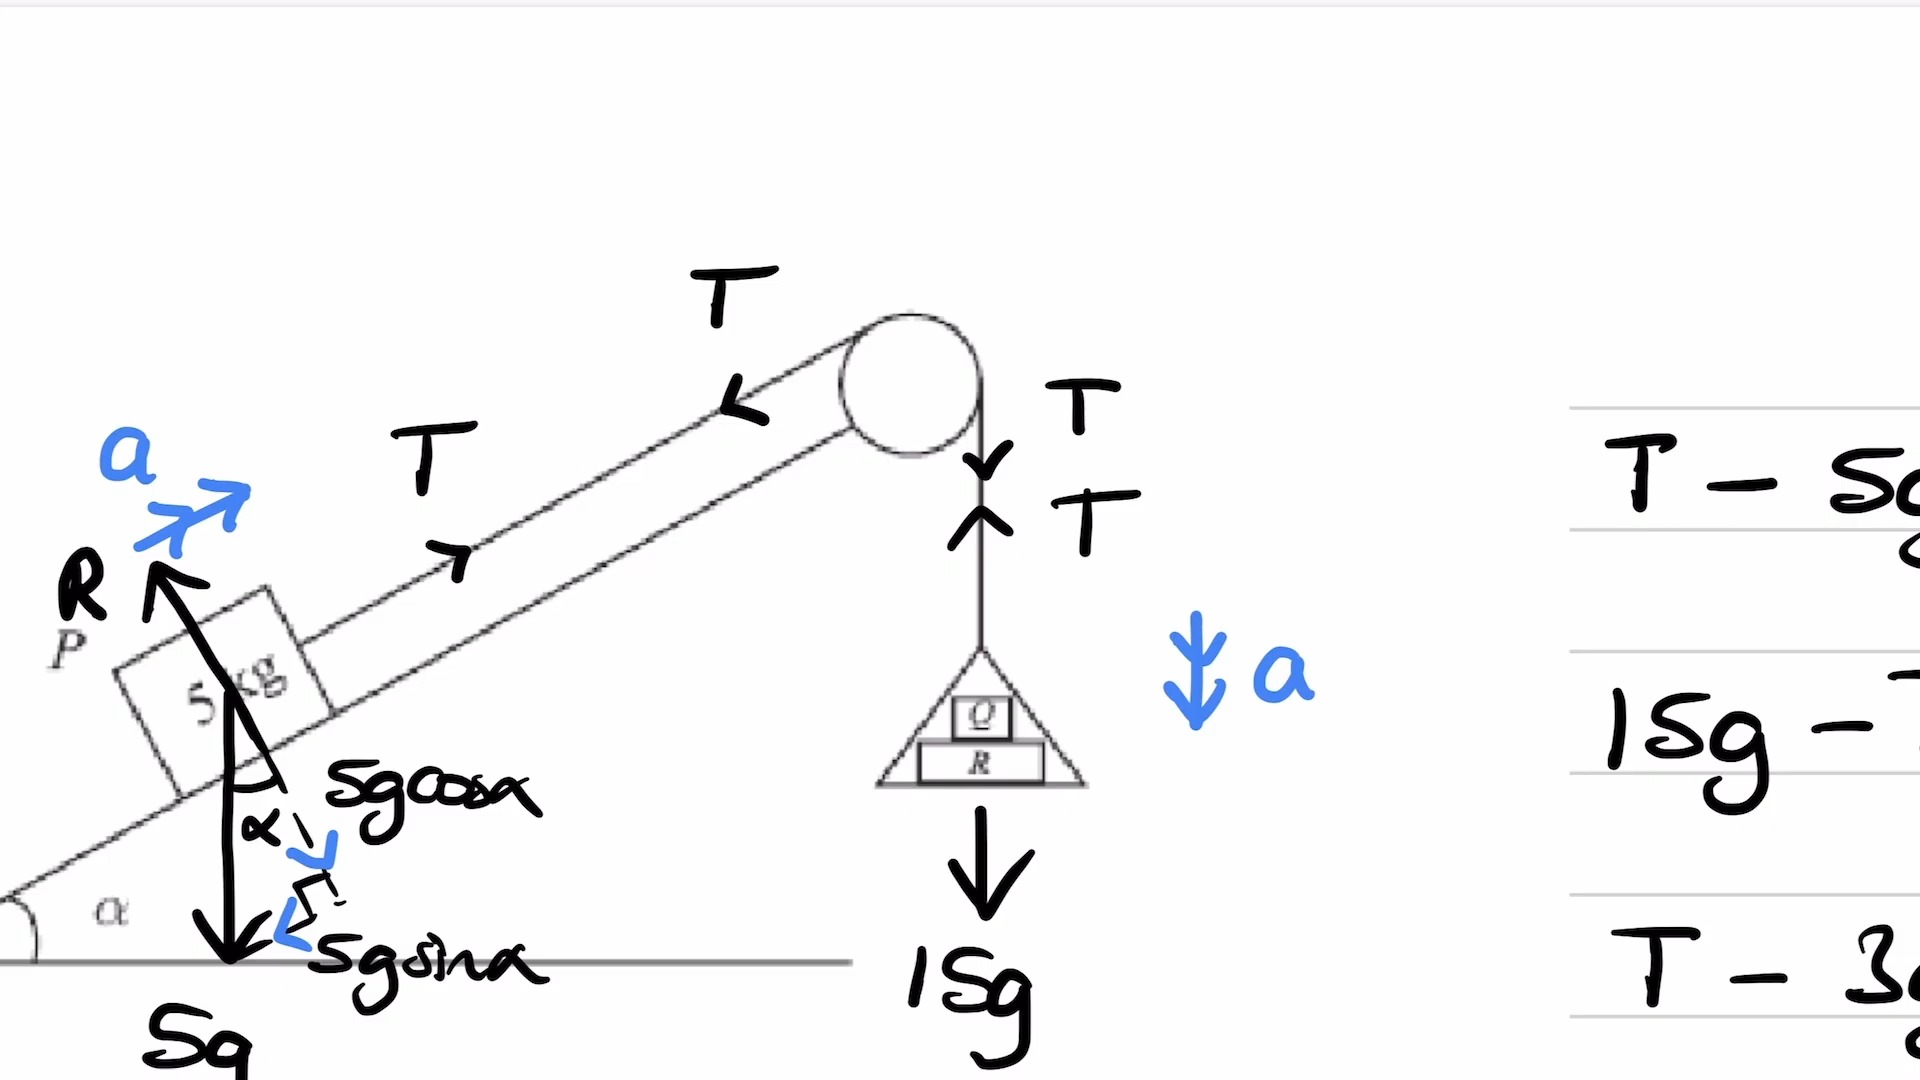 T
T
T
T
a
R
P
5 kg
a
Q
R
5gcosα
α
α
5gsinα
5g
15g
T - 5g
15g -
T - 3g